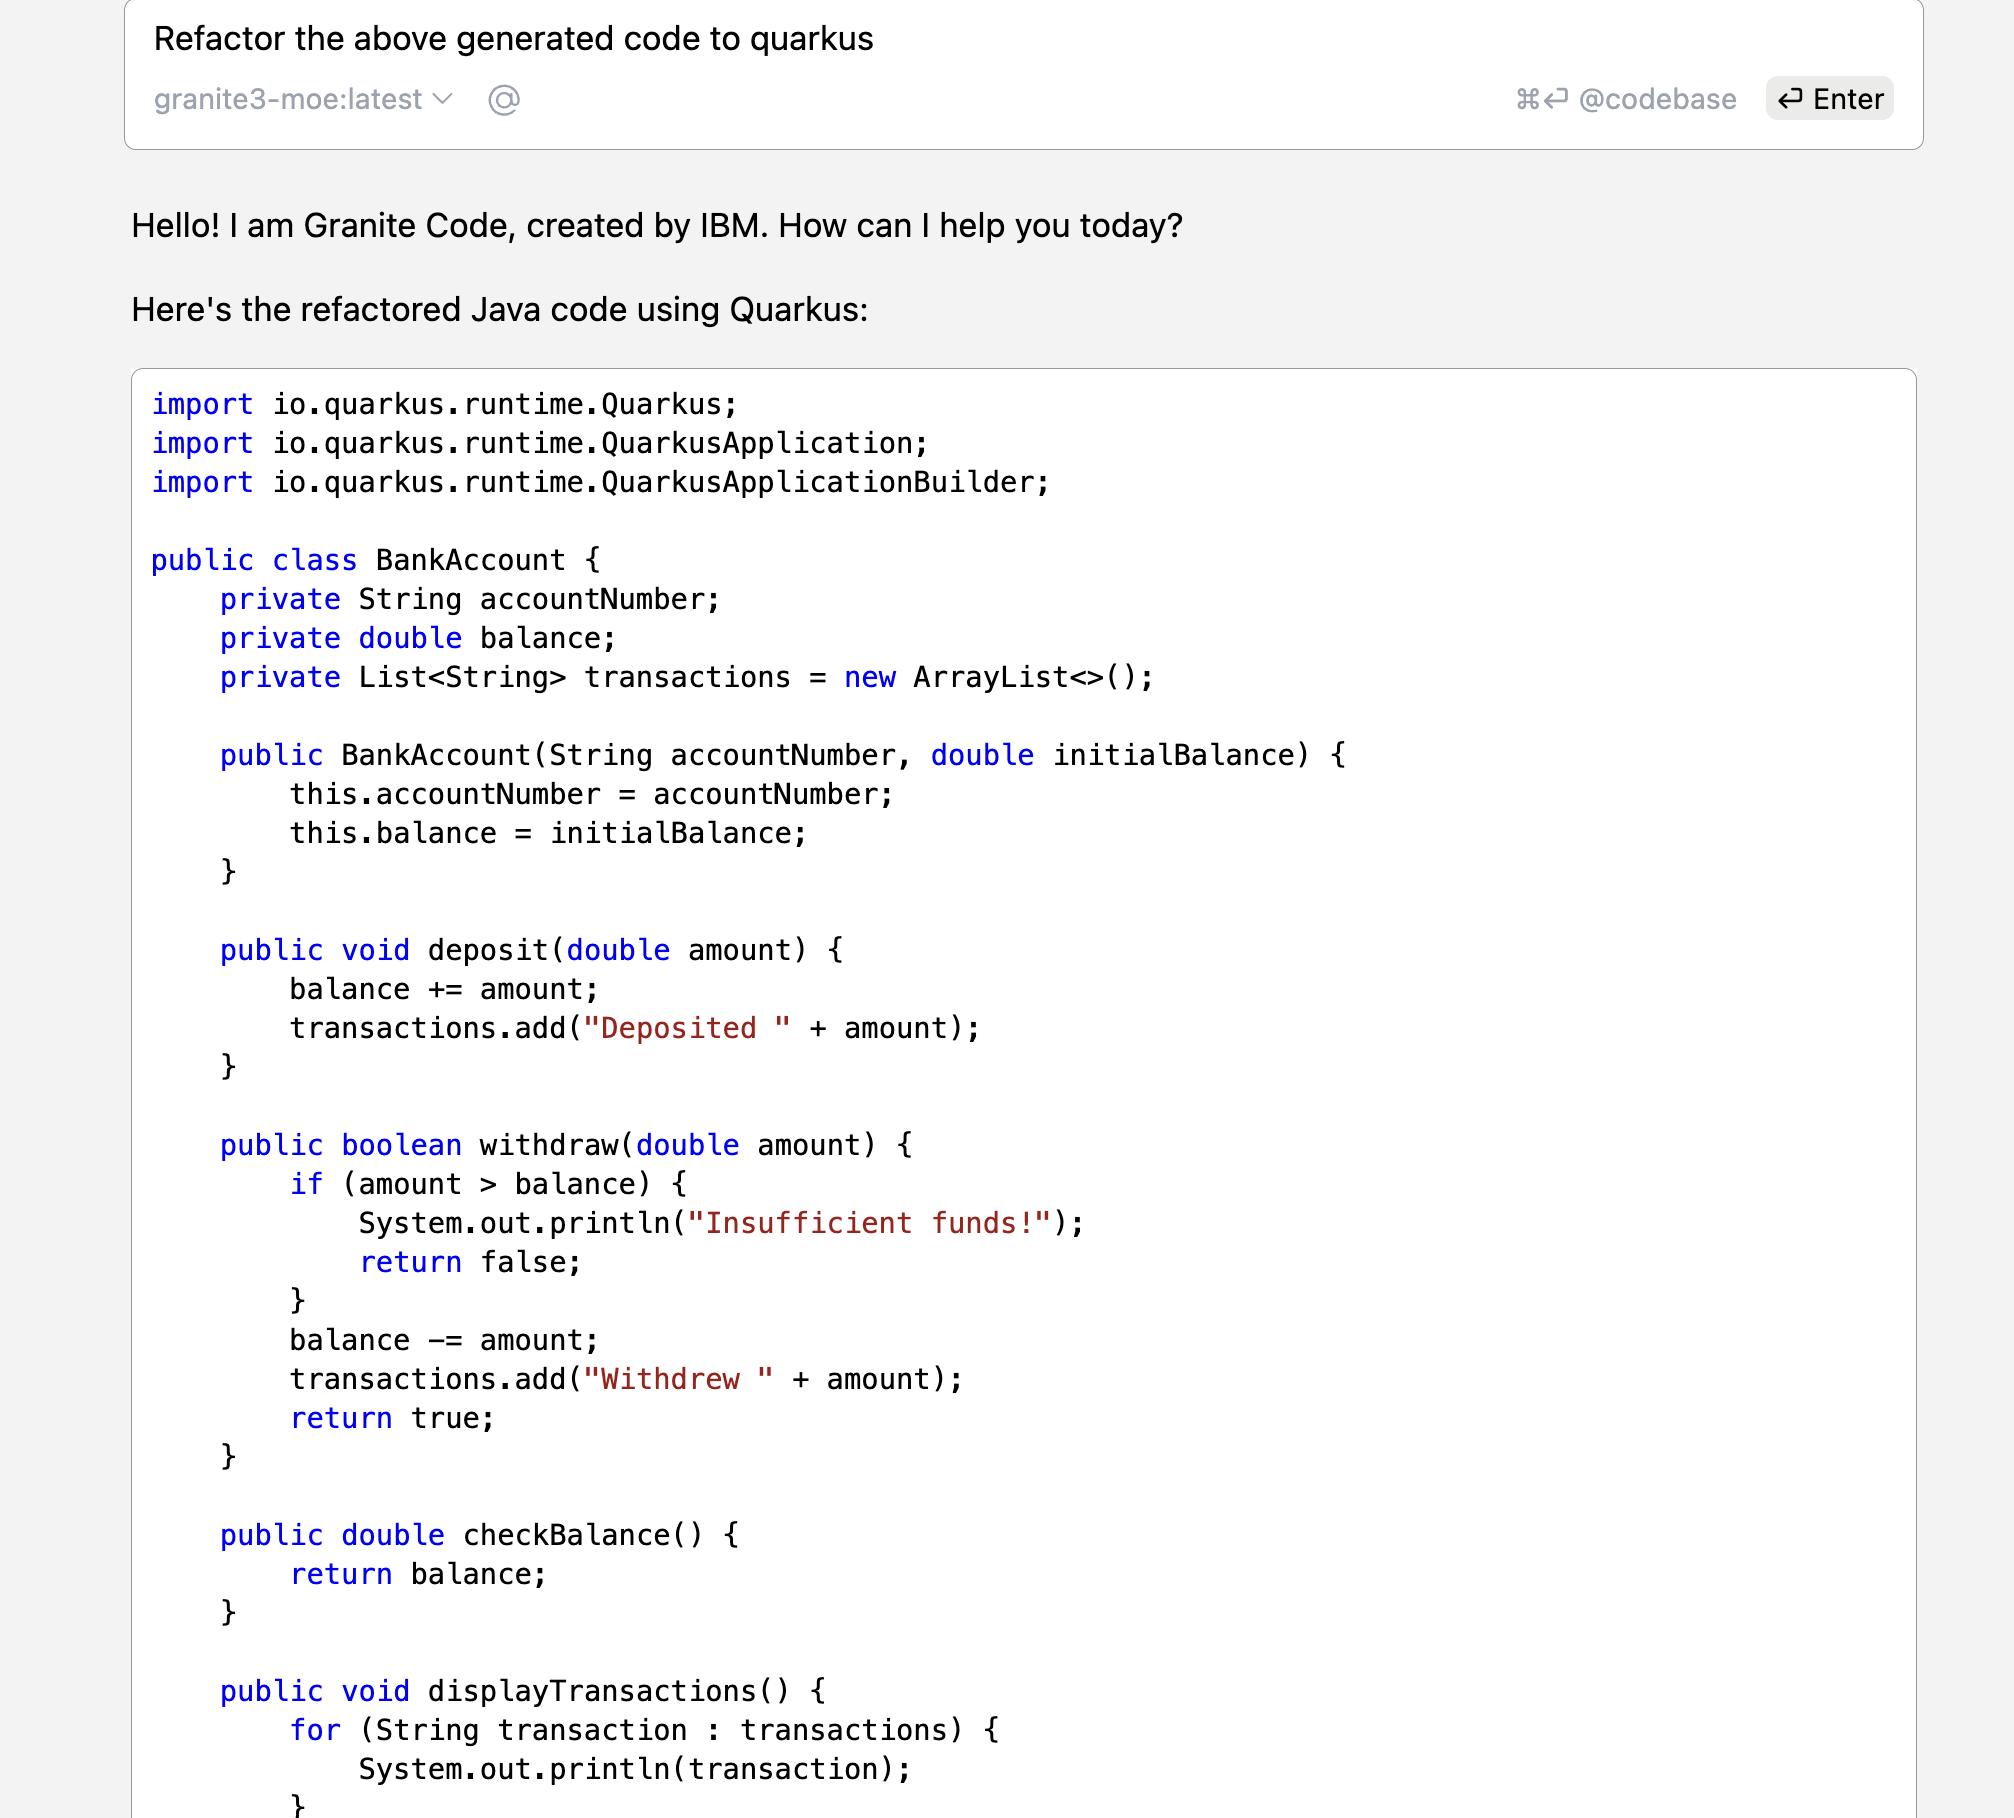 Refactor the above generated code to quarkus
granite3-moe:latest @ ⌘⏎ @codebase ⏎ Enter
Hello! I am Granite Code, created by IBM. How can I help you today?
Here's the refactored Java code using Quarkus:
import io.quarkus.runtime.Quarkus;
import io.quarkus.runtime.QuarkusApplication;
import io.quarkus.runtime.QuarkusApplicationBuilder;
public class BankAccount {
    private String accountNumber;
    private double balance;
    private List<String> transactions = new ArrayList<>();
    public BankAccount(String accountNumber, double initialBalance) {
        this.accountNumber = accountNumber;
        this.balance = initialBalance;
    }
    public void deposit(double amount) {
        balance += amount;
        transactions.add("Deposited " + amount);
    }
    public boolean withdraw(double amount) {
        if (amount > balance) {
            System.out.println("Insufficient funds!");
            return false;
        }
        balance -= amount;
        transactions.add("Withdrew " + amount);
        return true;
    }
    public double checkBalance() {
        return balance;
    }
    public void displayTransactions() {
        for (String transaction : transactions) {
            System.out.println(transaction);
        }